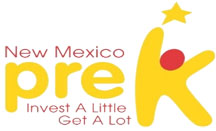 New Mexico
pre k
Invest A Little
Get A Lot